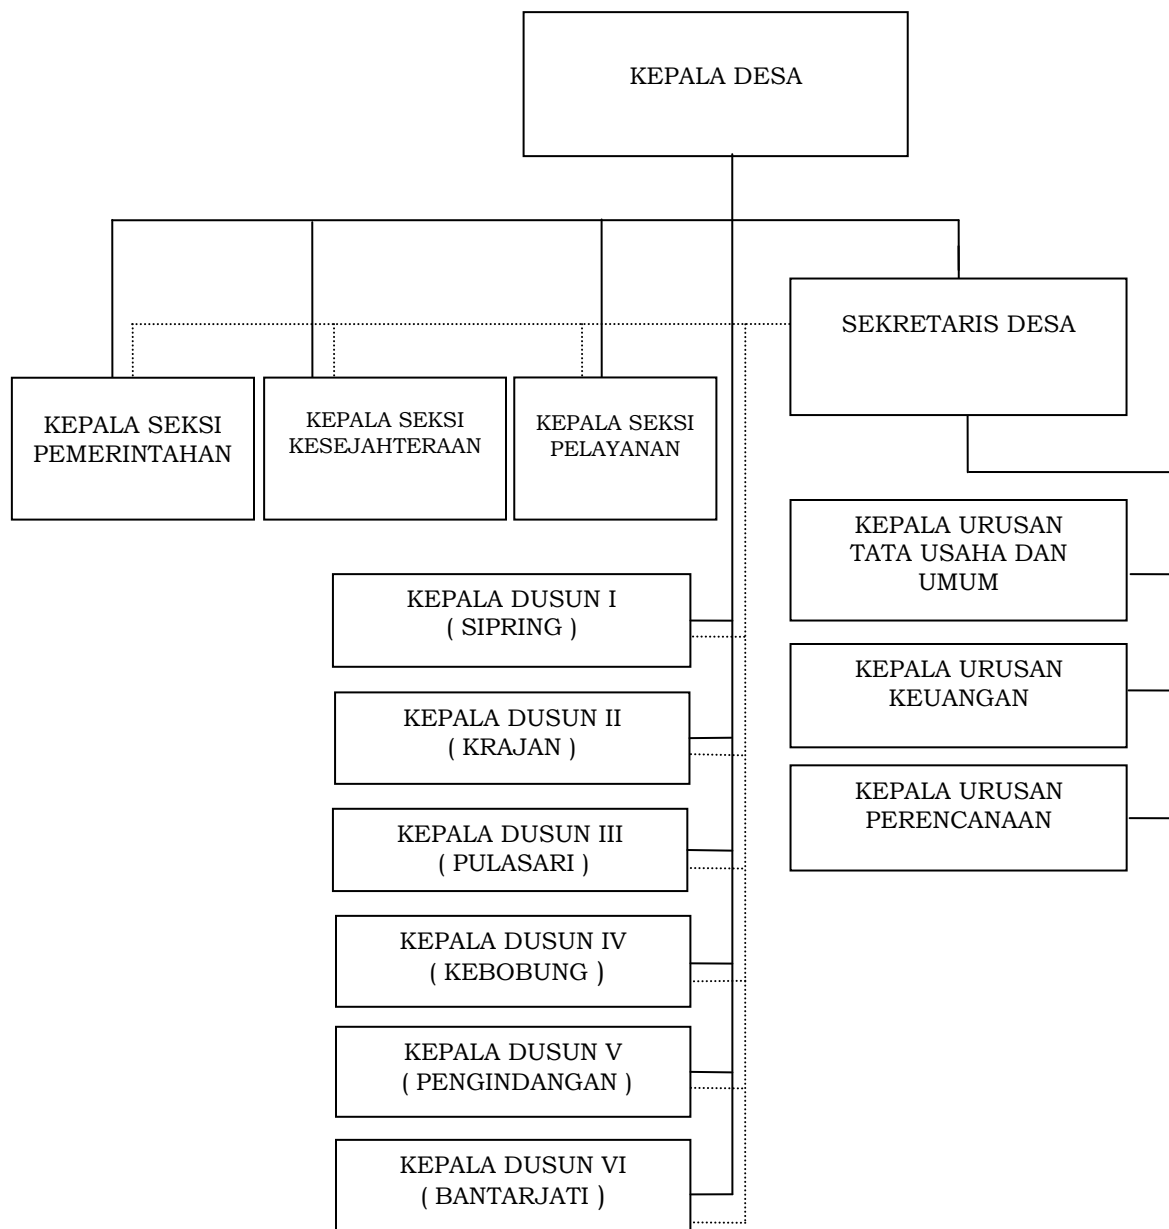 KEPALA DESA
SEKRETARIS DESA
KEPALA SEKSI
PEMERINTAHAN
KEPALA SEKSI
KESEJAHTERAAN
KEPALA SEKSI
PELAYANAN
KEPALA URUSAN
TATA USAHA DAN
UMUM
KEPALA URUSAN
KEUANGAN
KEPALA URUSAN
PERENCANAAN
KEPALA DUSUN I
( SIPRING )
KEPALA DUSUN II
( KRAJAN )
KEPALA DUSUN III
( PULASARI )
KEPALA DUSUN IV
( KEBOBUNG )
KEPALA DUSUN V
( PENGINDANGAN )
KEPALA DUSUN VI
( BANTARJATI )